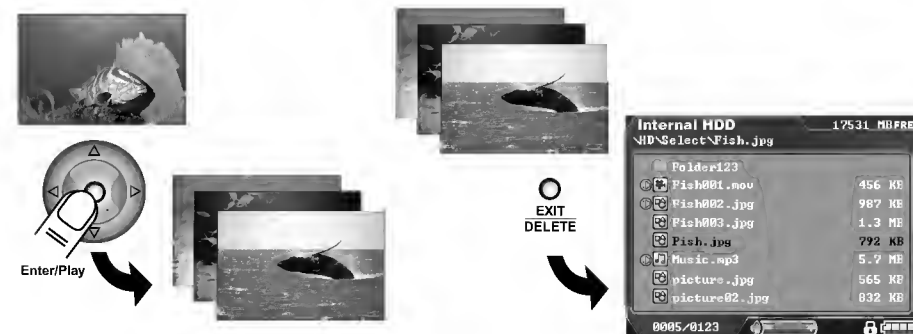 Enter/Play
EXIT
DELETE
Internal HDD 17531 MBFRE
\HD\Select\Fish.jpg
Folder123
Fish001.mov 456 KB
Fish002.jpg 987 KB
Fish003.jpg 1.3 MB
Fish.jpg 792 KB
Music.mp3 5.7 MB
picture.jpg 565 KB
picture02.jpg 832 KB
0005/0123